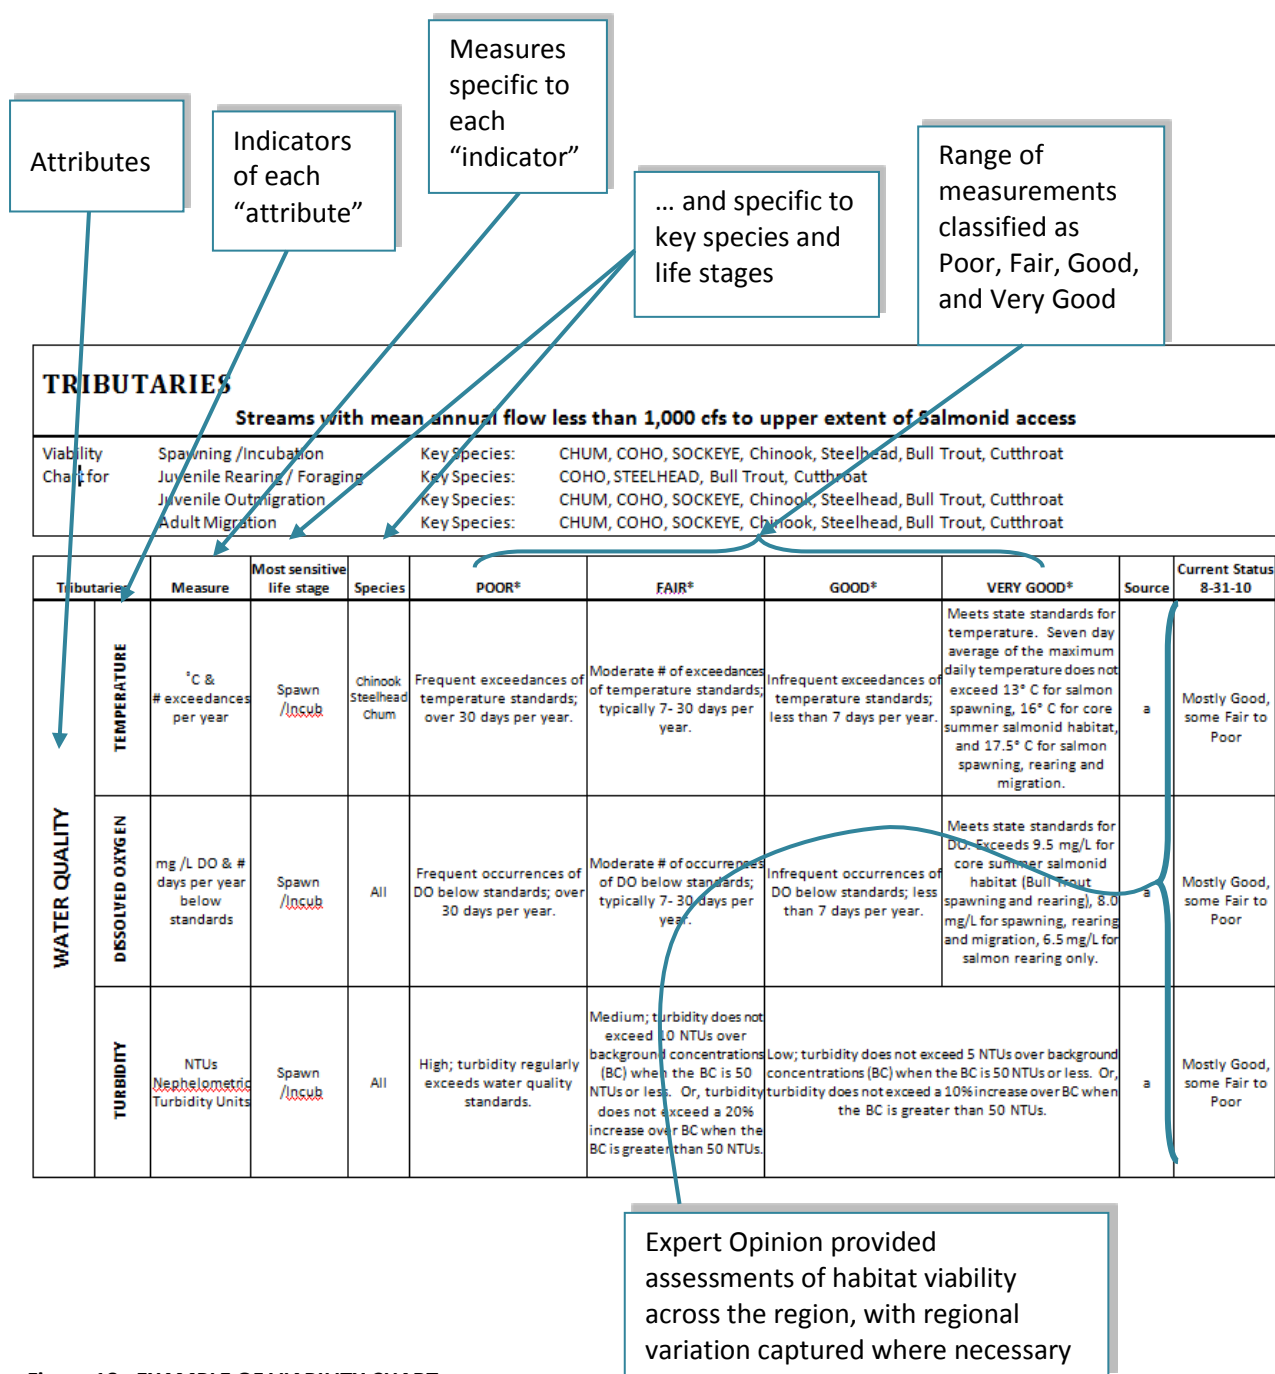 Measures
specific to
each
“indicator”
Attributes
Indicators
of each
“attribute”
… and specific to
key species and
life stages
Range of
measurements
classified as
Poor, Fair, Good,
and Very Good
TRIBUTARIES
Streams with mean annual flow less than 1,000 cfs to upper extent of Salmonid access
Viability
Chart for
Spawning /Incubation Key Species: CHUM, COHO, SOCKEYE, Chinook, Steelhead, Bull Trout, Cutthroat
Juvenile Rearing / Foraging Key Species: COHO, STEELHEAD, Bull Trout, Cutthroat
Juvenile Outmigration Key Species: CHUM, COHO, SOCKEYE, Chinook, Steelhead, Bull Trout, Cutthroat
Adult Migration Key Species: CHUM, COHO, SOCKEYE, Chinook, Steelhead, Bull Trout, Cutthroat
Tributaries
Measure
Most sensitive
life stage
Species
POOR*
FAIR*
GOOD*
VERY GOOD*
Source
Current Status
8-31-10
WATER QUALITY
TEMPERATURE
°C &
# exceedances
per year
Spawn
/Incub
Chinook
Steelhead
Chum
Frequent exceedances of
temperature standards;
over 30 days per year.
Moderate # of exceedances
of temperature standards;
typically 7- 30 days per
year.
Infrequent exceedances of
temperature standards;
less than 7 days per year.
Meets state standards for
temperature. Seven day
average of the maximum
daily temperature does not
exceed 13° C for salmon
spawning, 16° C for core
summer salmonid habitat,
and 17.5° C for salmon
spawning, rearing and
migration.
a
Mostly Good,
some Fair to
Poor
DISSOLVED OXYGEN
mg /L DO & #
days per year
below
standards
Spawn
/Incub
All
Frequent occurrences of
DO below standards; over
30 days per year.
Moderate # of occurrences
of DO below standards;
typically 7- 30 days per
year.
Infrequent occurrences of
DO below standards; less
than 7 days per year.
Meets state standards for
DO. Exceeds 9.5 mg/L for
core summer salmonid
habitat (Bull Trout
spawning and rearing), 8.0
mg/L for spawning, rearing
and migration, 6.5 mg/L for
salmon rearing only.
a
Mostly Good,
some Fair to
Poor
TURBIDITY
NTUs
Nephelometric
Turbidity Units
Spawn
/Incub
All
High; turbidity regularly
exceeds water quality
standards.
Medium; turbidity does not
exceed 10 NTUs over
background concentrations
(BC) when the BC is 50
NTUs or less. Or, turbidity
does not exceed a 20%
increase over BC when the
BC is greater than 50 NTUs.
Low; turbidity does not exceed 5 NTUs over background
concentrations (BC) when the BC is 50 NTUs or less. Or,
turbidity does not exceed a 10% increase over BC when
the BC is greater than 50 NTUs.
a
Mostly Good,
some Fair to
Poor
Expert Opinion provided
assessments of habitat viability
across the region, with regional
variation captured where necessary
EXAMPLE OF VIABILITY CHART